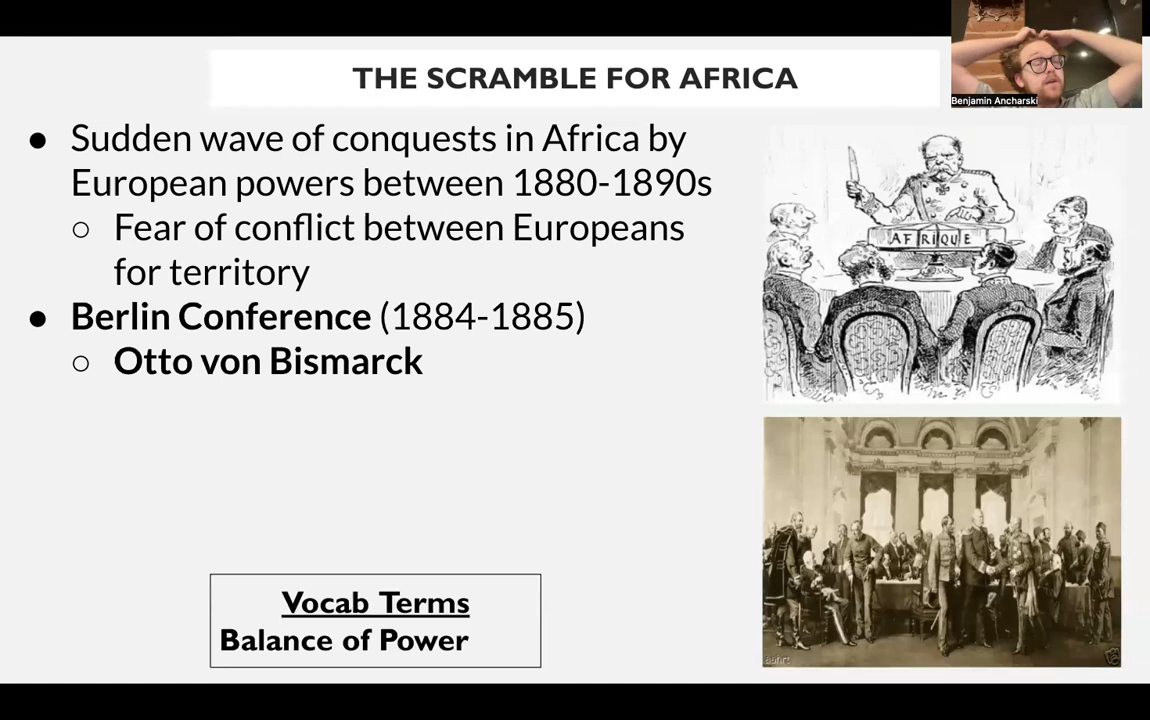 THE SCRAMBLE FOR AFRICA
Benjamin Ancharski
● Sudden wave of conquests in Africa by
European powers between 1880-1890s
○ Fear of conflict between Europeans
for territory
● Berlin Conference (1884-1885)
○ Otto von Bismarck
AFRIQUE
Vocab Terms
Balance of Power